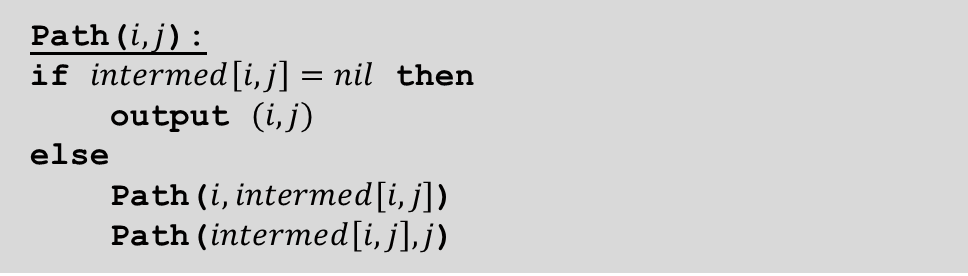 Path(i,j):
if intermed[i,j] = nil then
output (i,j)
else
Path(i,intermed[i,j])
Path(intermed[i,j],j)